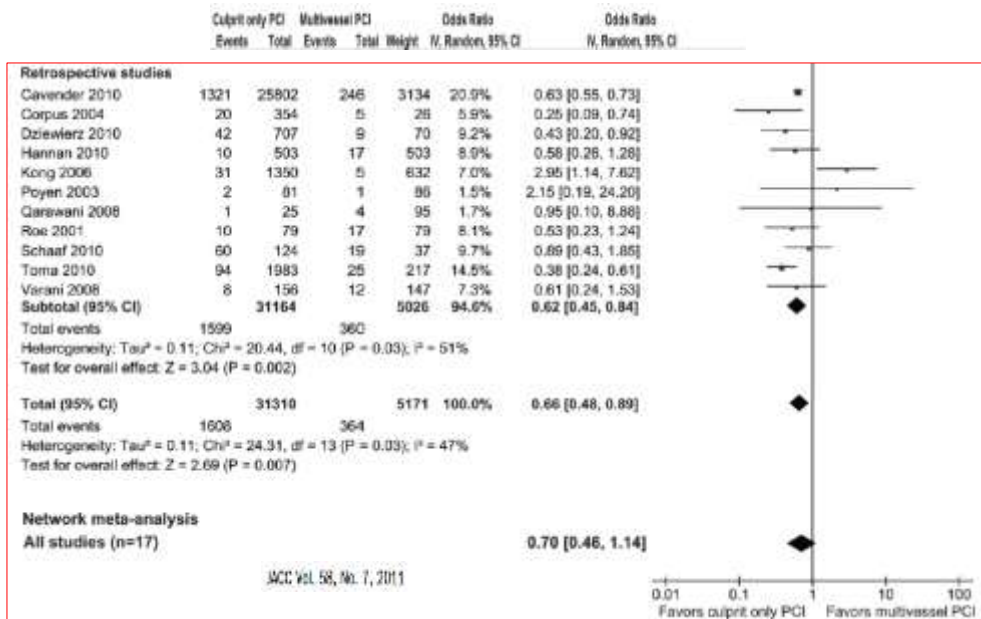 Culprit only PCI Multivessel PCI Odds Ratio Odds Ratio
Events Total Events Total Weight IV, Random, 95% CI IV, Random, 95% CI
Retrospective studies
Cavender 2010 1321 25802 246 3134 20.9% 0.63 [0.55, 0.73]
Corpus 2004 20 354 5 26 5.9% 0.25 [0.09, 0.74]
Dziewierz 2010 42 707 9 70 9.2% 0.43 [0.20, 0.92]
Hannan 2010 10 503 17 503 8.9% 0.58 [0.26, 1.28]
Kong 2006 31 1350 5 632 7.0% 2.95 [1.14, 7.62]
Poyen 2003 2 81 1 86 1.5% 2.15 [0.19, 24.20]
Qarawani 2008 1 25 4 95 1.7% 0.95 [0.10, 8.88]
Roe 2001 10 79 17 79 8.1% 0.53 [0.23, 1.24]
Schaaf 2010 60 124 19 37 9.7% 0.89 [0.43, 1.85]
Toma 2010 94 1983 25 217 14.5% 0.38 [0.24, 0.61]
Varani 2008 8 156 12 147 7.3% 0.61 [0.24, 1.53]
Subtotal (95% CI) 31164 5026 94.6% 0.62 [0.45, 0.84]
Total events 1599 360
Heterogeneity: Tau² = 0.11; Chi² = 20.44, df = 10 (P = 0.03); I² = 51%
Test for overall effect: Z = 3.04 (P = 0.002)
Total (95% CI) 31310 5171 100.0% 0.66 [0.48, 0.89]
Total events 1608 364
Heterogeneity: Tau² = 0.11; Chi² = 24.31, df = 13 (P = 0.03); I² = 47%
Test for overall effect: Z = 2.69 (P = 0.007)
Network meta-analysis
All studies (n=17) 0.70 [0.46, 1.14]
JACC Vol. 58, No. 7, 2011
0.01 0.1 1 10 100
Favors culprit only PCI Favors multivessel PCI